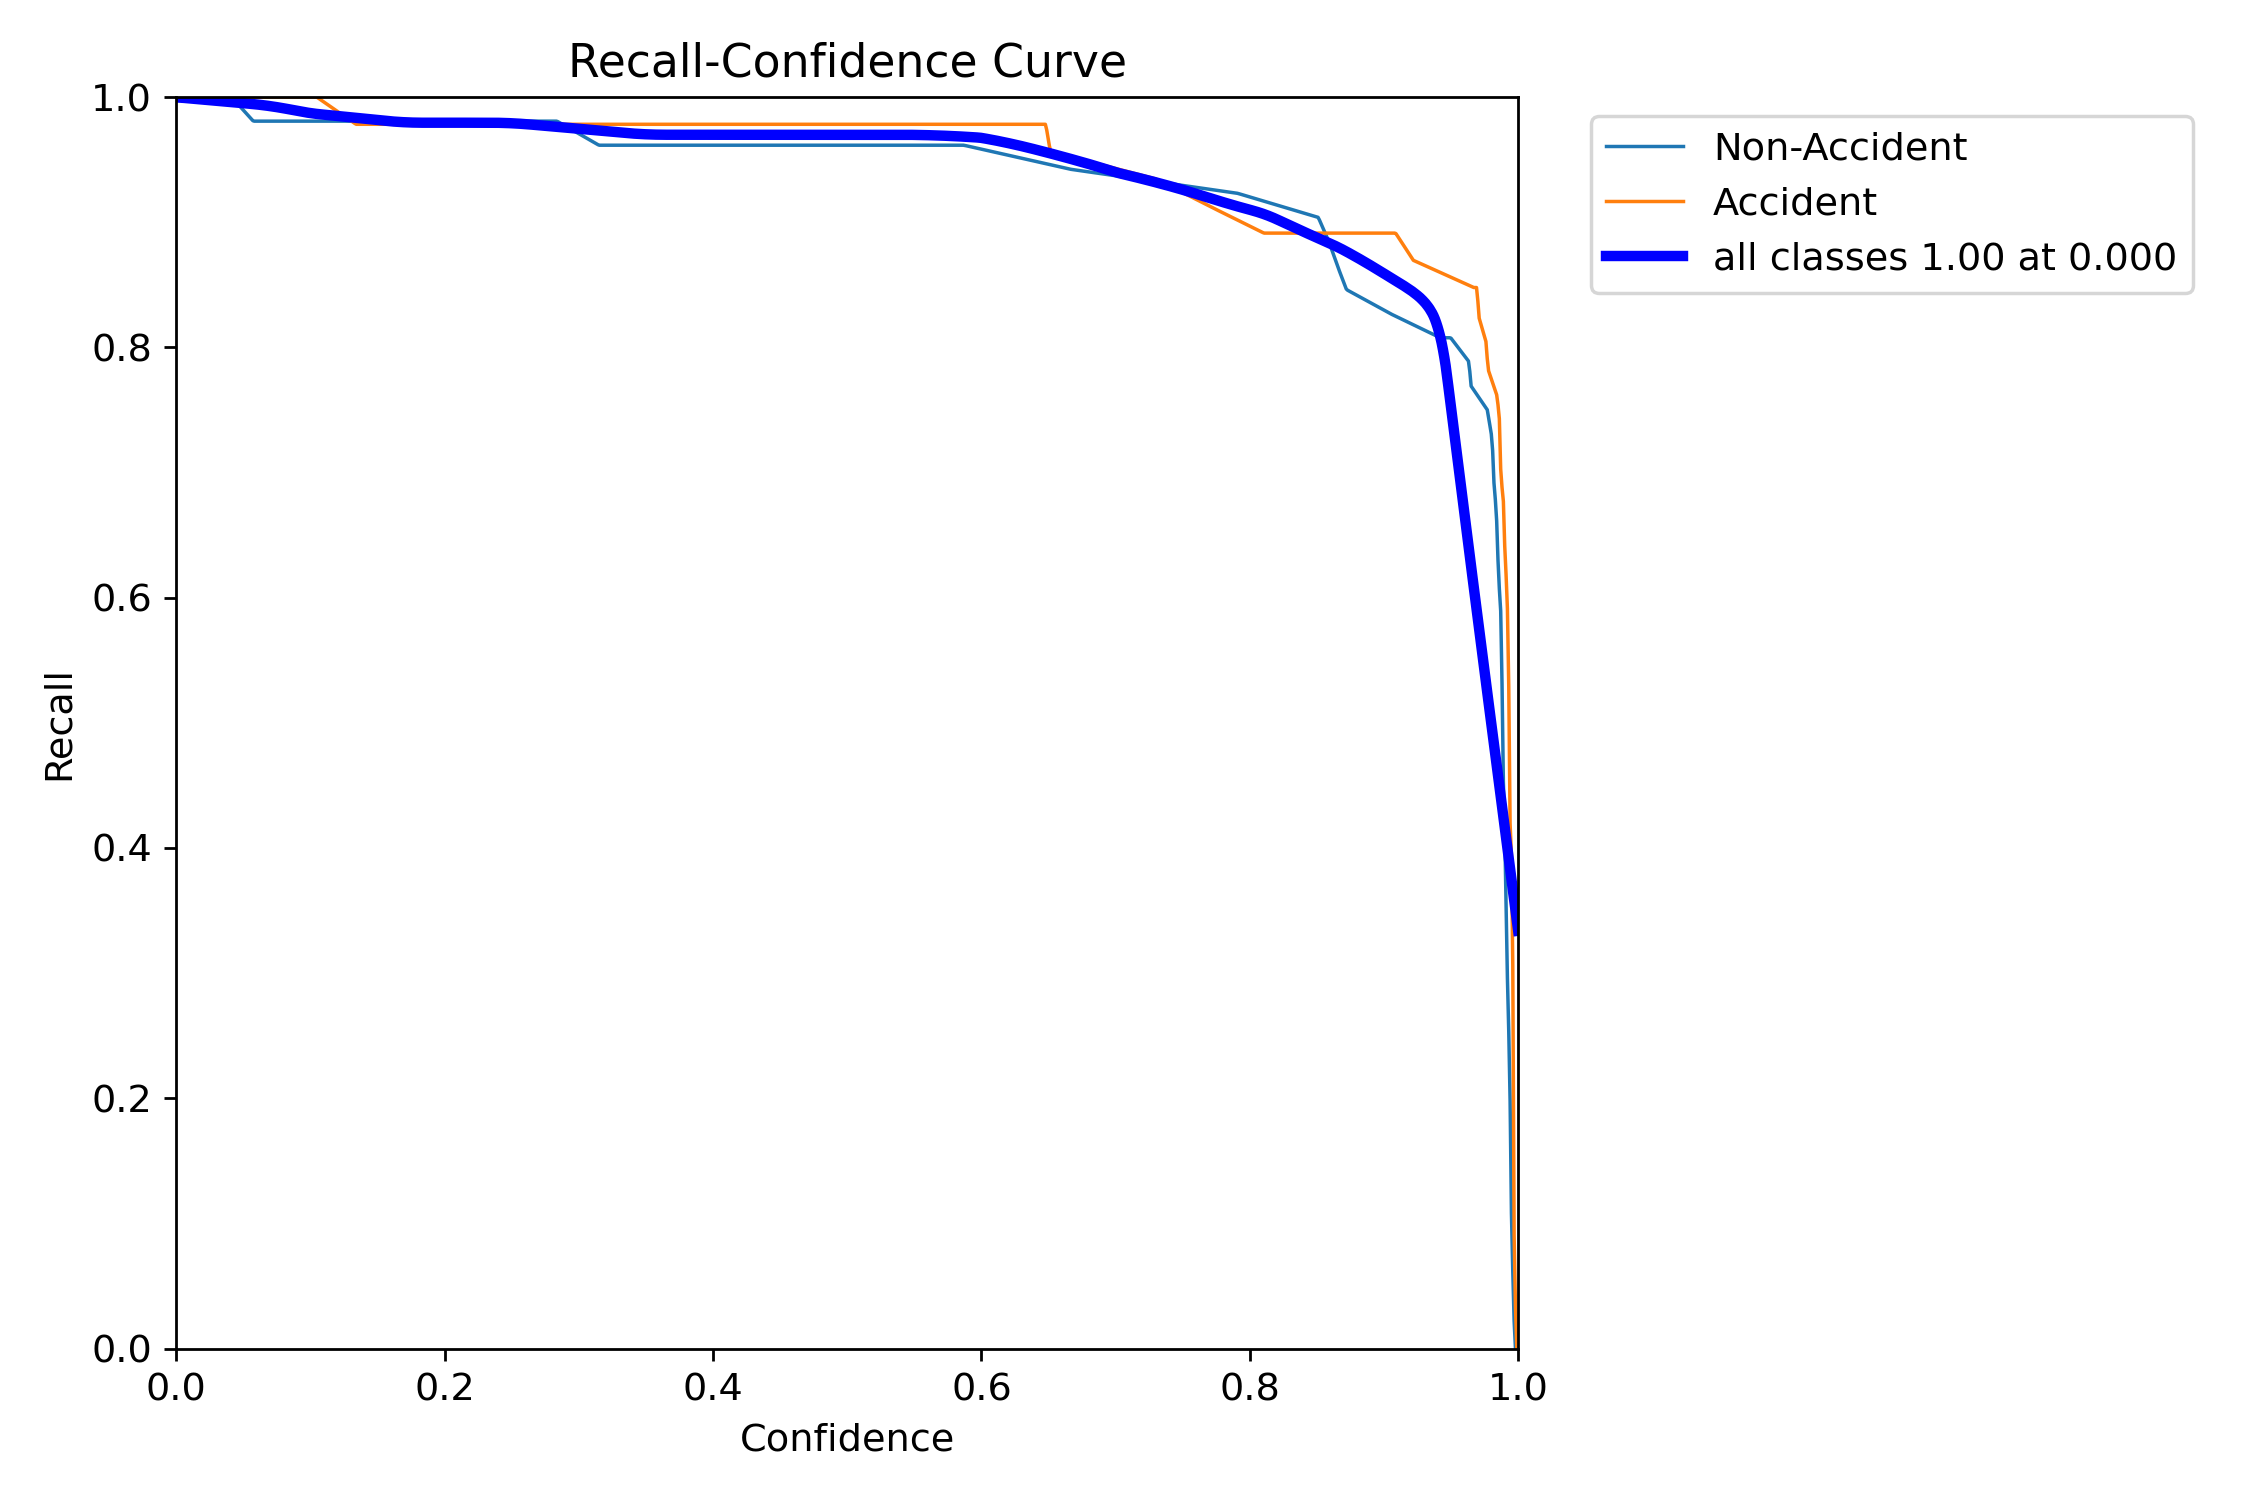 Recall-Confidence Curve
1.0
0.8
0.6
0.4
0.2
0.0
Recall
0.0 0.2 0.4 0.6 0.8 1.0
Confidence
Non-Accident
Accident
all classes 1.00 at 0.000